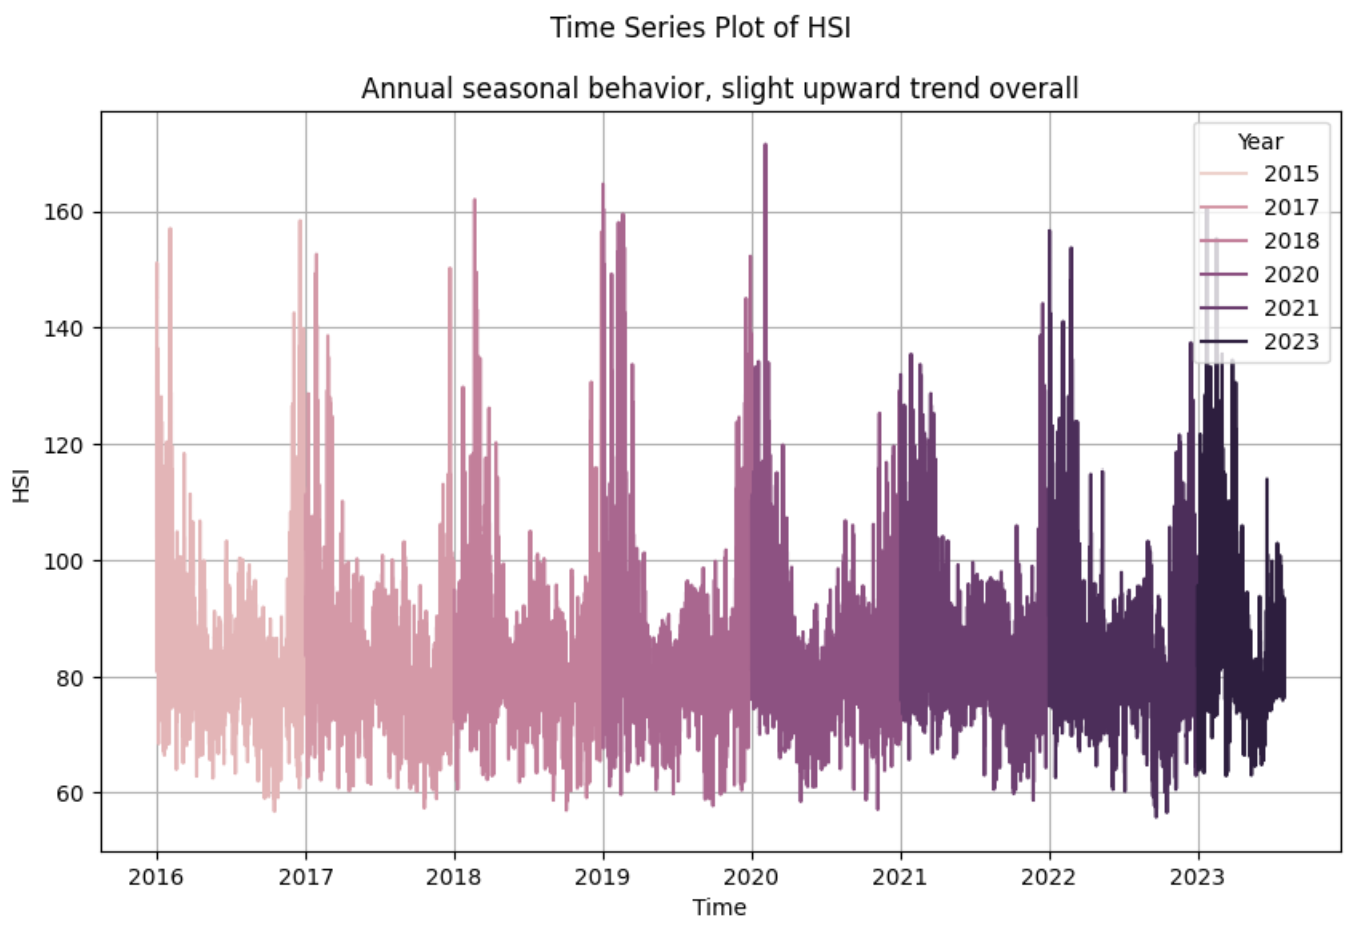 Time Series Plot of HSI
Annual seasonal behavior, slight upward trend overall
Year
2015
2017
2018
2020
2021
2023
160
140
120
100
80
60
HSI
2016 2017 2018 2019 2020 2021 2022 2023
Time